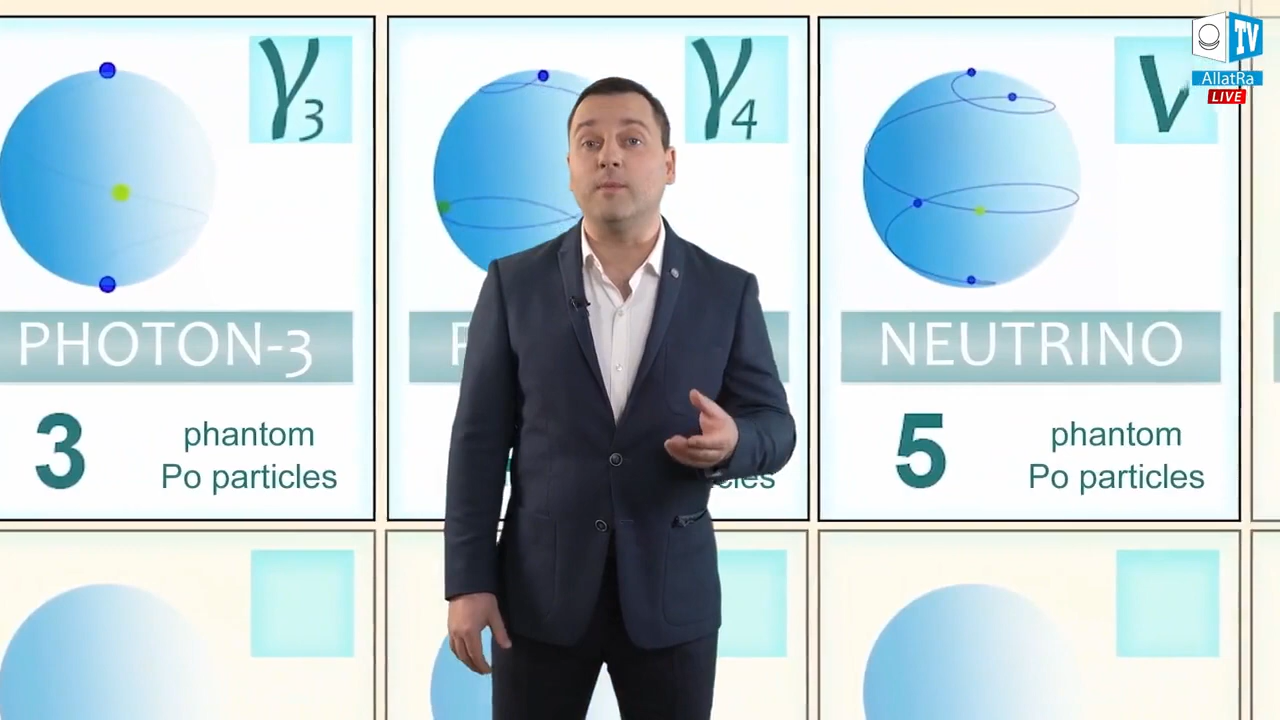 γ3
PHOTON-3
3
phantom
Po particles
γ4
P
cles
ν
NEUTRINO
5
phantom
Po particles
TV
AllatRa
LIVE